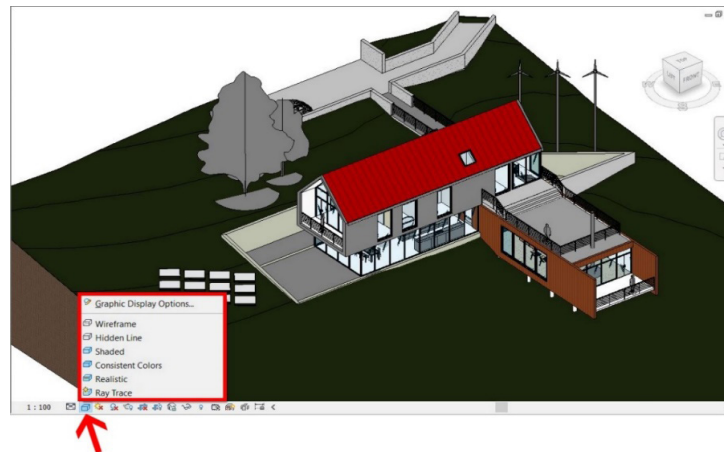 FRONT
Graphic Display Options...
Wireframe
Hidden Line
Shaded
Consistent Colors
Realistic
Ray Trace
1 : 100